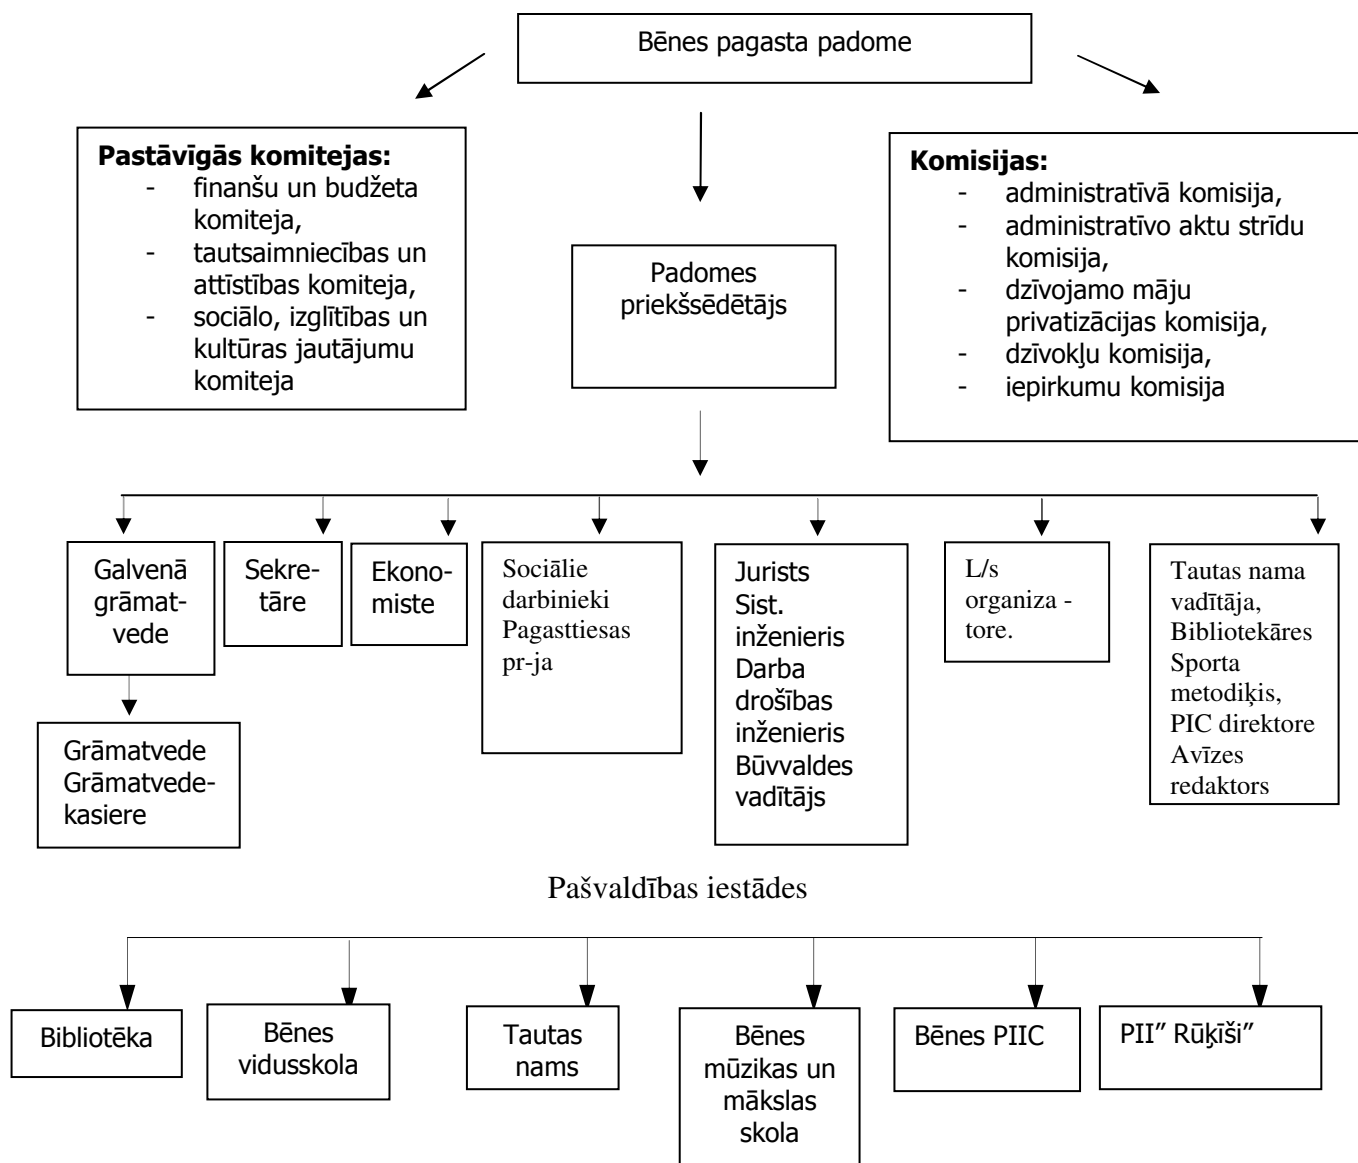 Bēnes pagasta padome
Pastāvīgās komitejas:
- finanšu un budžeta
komiteja,
- tautsaimniecības un
attīstības komiteja,
- sociālo, izglītības un
kultūras jautājumu
komiteja
Padomes
priekšsēdētājs
Komisijas:
- administratīvā komisija,
- administratīvo aktu strīdu
komisija,
- dzīvojamo māju
privatizācijas komisija,
- dzīvokļu komisija,
- iepirkumu komisija
Galvenā
grāmat-
vede
Sekre-
tāre
Ekono-
miste
Sociālie
darbinieki
Pagasttiesas
pr-ja
Jurists
Sist.
inženieris
Darba
drošības
inženieris
Būvvaldes
vadītājs
L/s
organiza -
tore.
Tautas nama
vadītāja,
Bibliotekāres
Sporta
metodiķis,
PIC direktore
Avīzes
redaktors
Grāmatvede
Grāmatvede-
kasiere
Pašvaldības iestādes
Bibliotēka
Bēnes
vidusskola
Tautas
nams
Bēnes
mūzikas un
mākslas
skola
Bēnes PIIC
PII” Rūķīši”